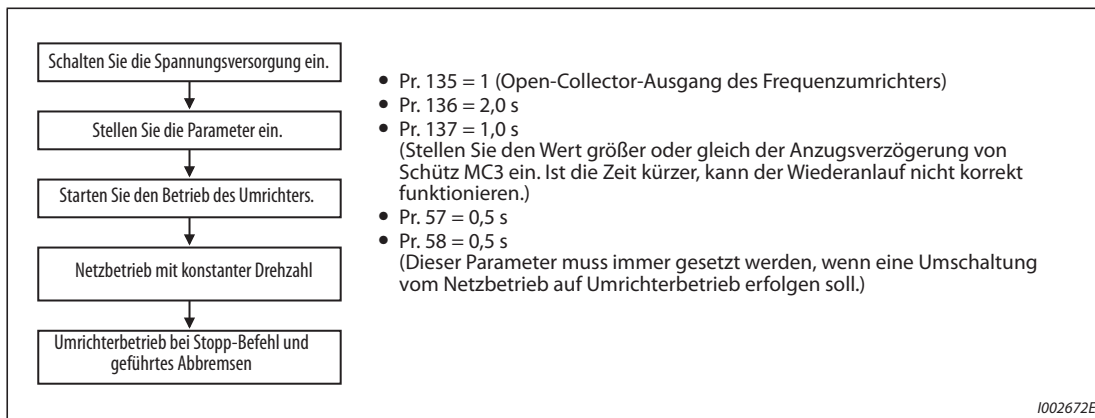 Schalten Sie die Spannungsversorgung ein.
Stellen Sie die Parameter ein.
Starten Sie den Betrieb des Umrichters.
Netzbetrieb mit konstanter Drehzahl
Umrichterbetrieb bei Stopp-Befehl und
geführtes Abbremsen
● Pr. 135 = 1 (Open-Collector-Ausgang des Frequenzumrichters)
● Pr. 136 = 2,0 s
● Pr. 137 = 1,0 s
(Stellen Sie den Wert größer oder gleich der Anzugsverzögerung von
Schütz MC3 ein. Ist die Zeit kürzer, kann der Wiederanlauf nicht korrekt
funktionieren.)
● Pr. 57 = 0,5 s
● Pr. 58 = 0,5 s
(Dieser Parameter muss immer gesetzt werden, wenn eine Umschaltung
vom Netzbetrieb auf Umrichterbetrieb erfolgen soll.)
I002672E